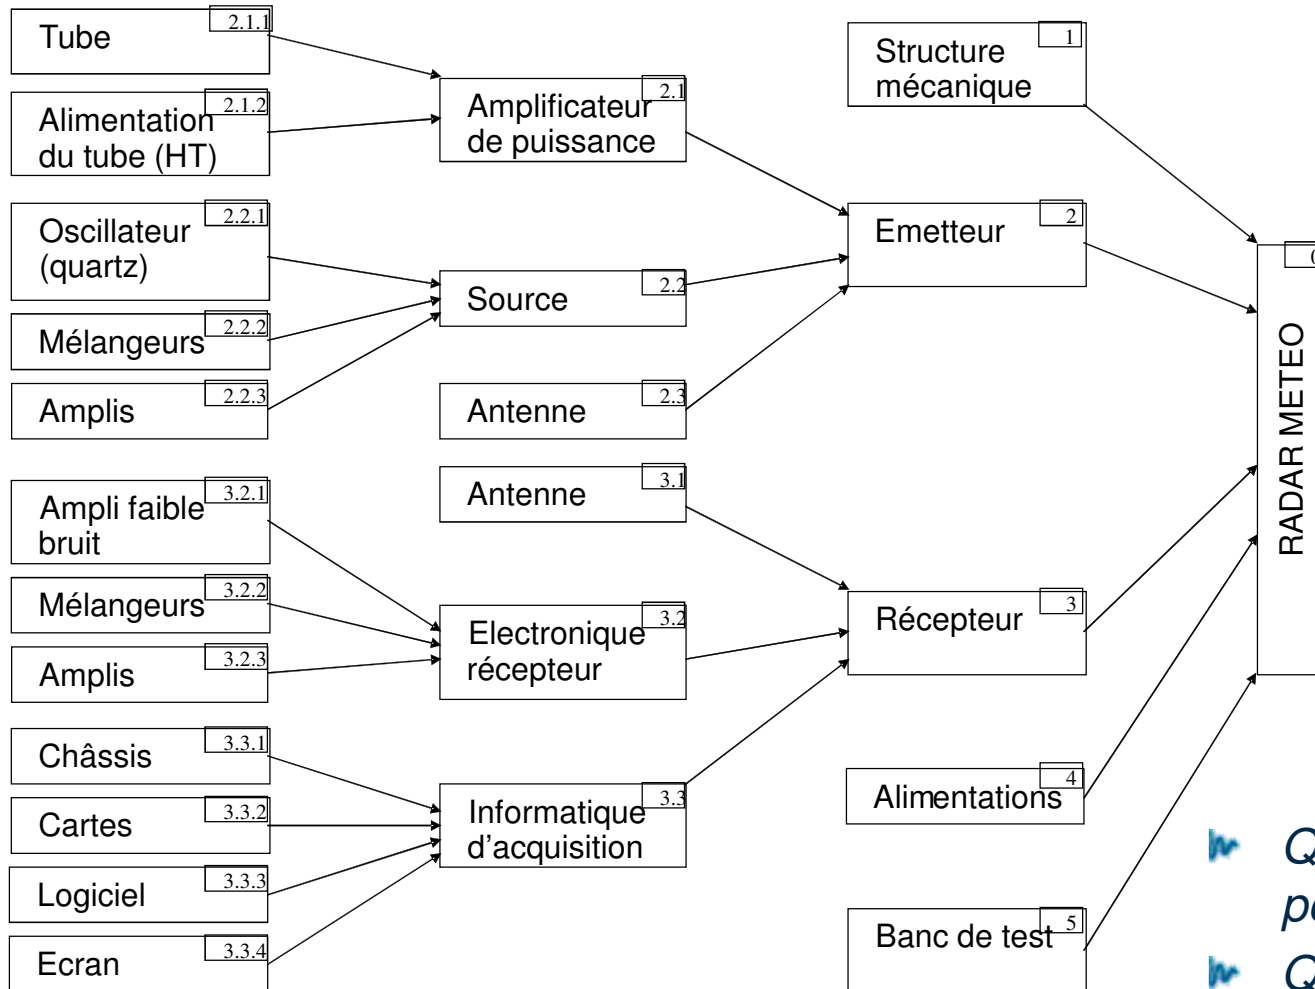 Tube
2.1.1
Alimentation
du tube (HT)
2.1.2
Oscillateur
(quartz)
2.2.1
Mélangeurs
2.2.2
Amplis
2.2.3
Ampli faible
bruit
3.2.1
Mélangeurs
3.2.2
Amplis
3.2.3
Châssis
3.3.1
Cartes
3.3.2
Logiciel
3.3.3
Ecran
3.3.4
Amplificateur
de puissance
2.1
Source
2.2
Antenne
2.3
Antenne
3.1
Electronique
récepteur
3.2
Informatique
d'acquisition
3.3
Structure
mécanique
1
Emetteur
2
Récepteur
3
Alimentations
4
Banc de test
5
RADAR METEO